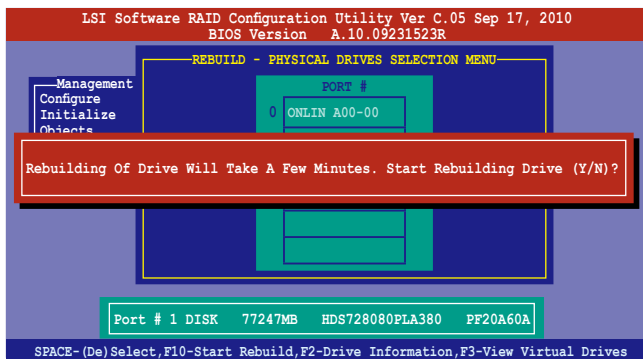 LSI Software RAID Configuration Utility Ver C.05 Sep 17, 2010
BIOS Version A.10.09231523R
REBUILD - PHYSICAL DRIVES SELECTION MENU
Management
Configure
Initialize
Objects
PORT #
0 ONLIN A00-00
Rebuilding Of Drive Will Take A Few Minutes. Start Rebuilding Drive (Y/N)?
Port # 1 DISK 77247MB HDS728080PLA380 PF20A60A
SPACE-(De)Select,F10-Start Rebuild,F2-Drive Information,F3-View Virtual Drives